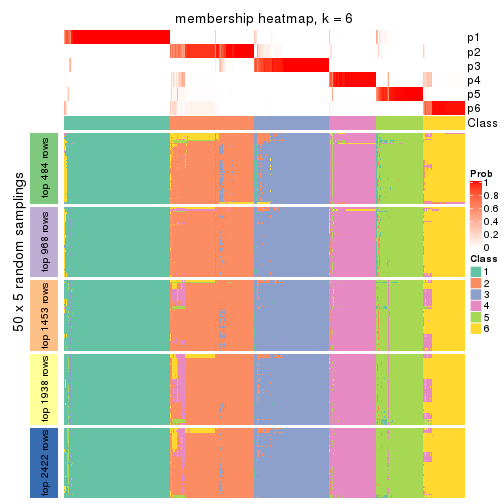 membership heatmap, k = 6
p1
p2
p3
p4
p5
p6
Class
50 x 5 random samplings
top 484 rows
top 968 rows
top 1453 rows
top 1938 rows
top 2422 rows
Prob
1
0.8
0.6
0.4
0.2
0
Class
1
2
3
4
5
6